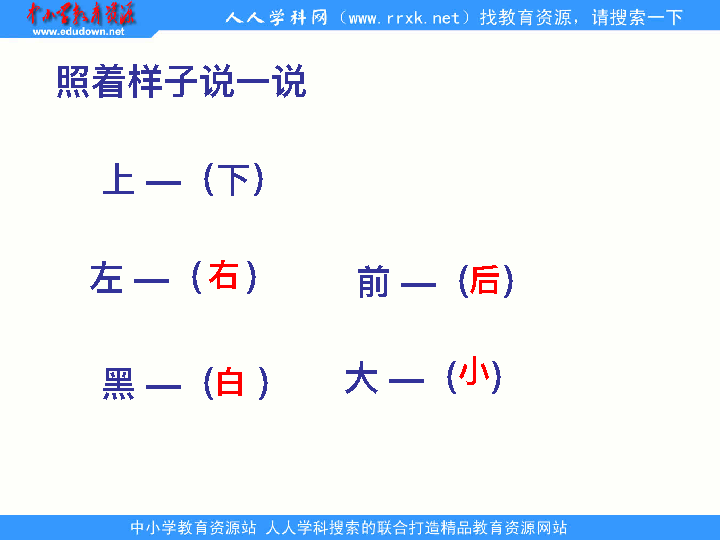 中小学教育资源
www.edudown.net
人人学科网（www.rrxk.net）找教育资源，请搜索一下
照着样子说一说
上 — （下）
左 — （右） 前 — （后）
黑 — （白 ） 大 — （小）
中小学教育资源站 人人学科搜索的联合打造精品教育资源网站